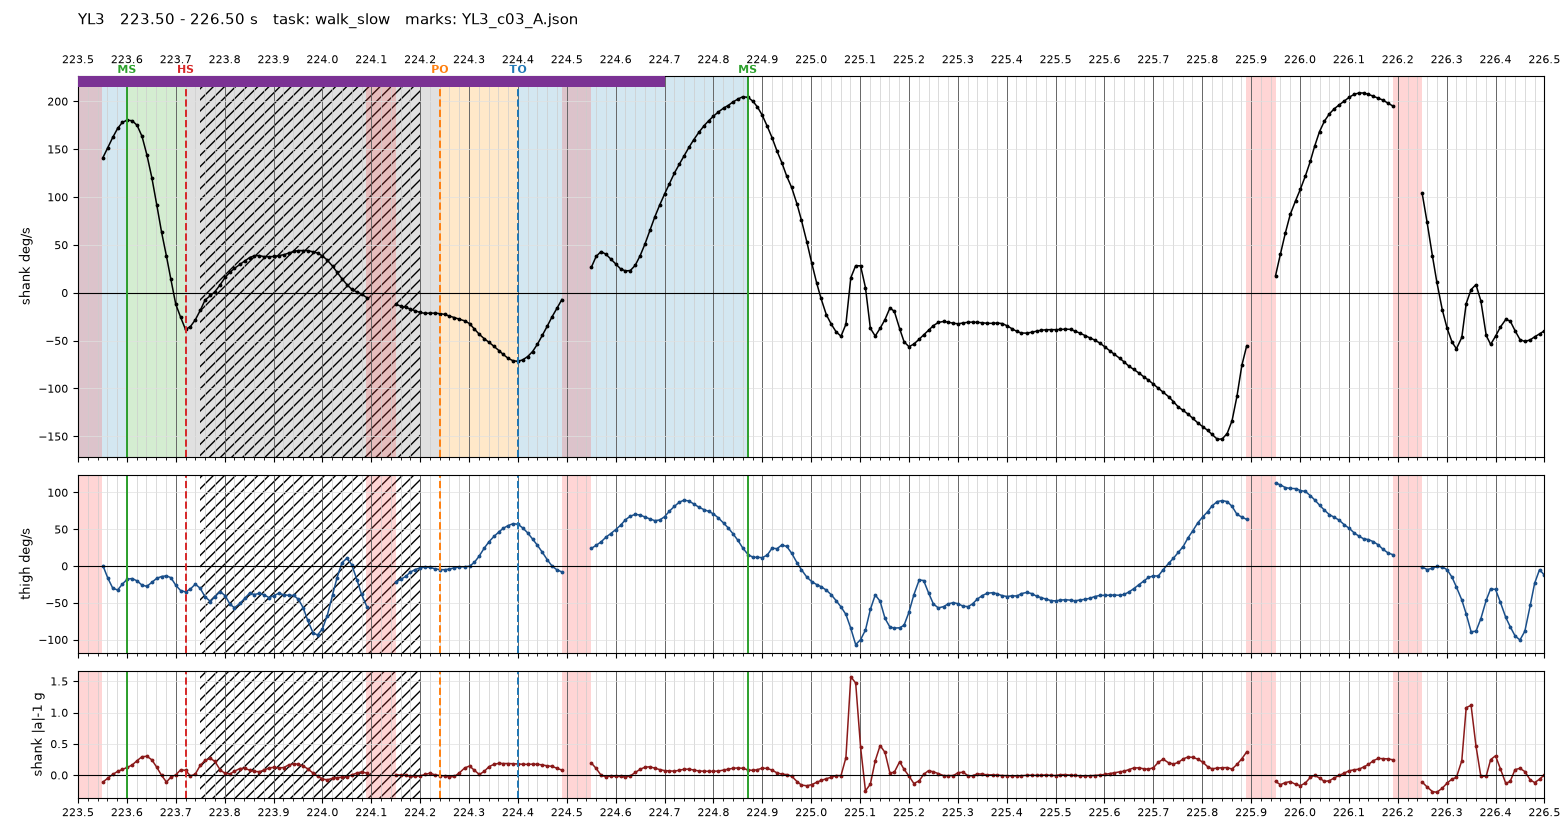 YL3   223.50 - 226.50 s   task: walk_slow   marks: YL3_c03_A.json
223.5 223.6 223.7 223.8 223.9 224.0 224.1 224.2 224.3 224.4 224.5 224.6 224.7 224.8 224.9 225.0 225.1 225.2 225.3 225.4 225.5 225.6 225.7 225.8 225.9 226.0 226.1 226.2 226.3 226.4 226.5
MS HS PO TO MS
shank deg/s
200
150
100
50
0
−50
−100
−150
thigh deg/s
100
50
0
−50
−100
shank |a|-1 g
1.5
1.0
0.5
0.0
223.5 223.6 223.7 223.8 223.9 224.0 224.1 224.2 224.3 224.4 224.5 224.6 224.7 224.8 224.9 225.0 225.1 225.2 225.3 225.4 225.5 225.6 225.7 225.8 225.9 226.0 226.1 226.2 226.3 226.4 226.5